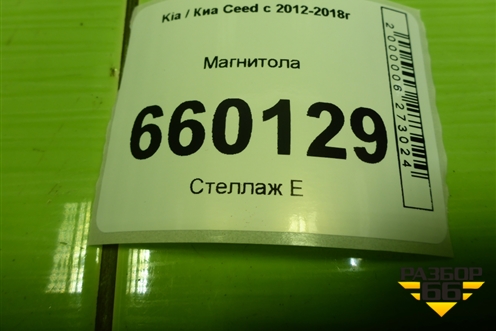 Kia / Киа Ceed с 2012-2018г
Магнитола
660129
Стеллаж Е
2000006273024
РАЗБОР
66